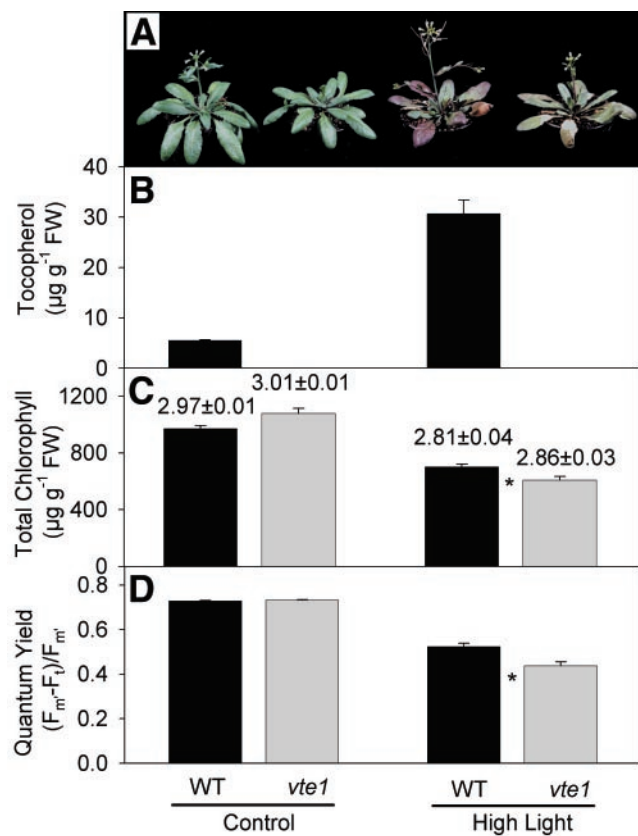 A
B
Tocopherol
(µg g⁻¹ FW)
40
30
20
10
0
C
Total Chlorophyll
(µg g⁻¹ FW)
1200
800
400
0
2.97±0.01
3.01±0.01
2.81±0.04
2.86±0.03
*
D
Quantum Yield
(Fm'-Ft)/Fm'
0.8
0.6
0.4
0.2
0.0
*
WT
vte1
WT
vte1
Control
High Light